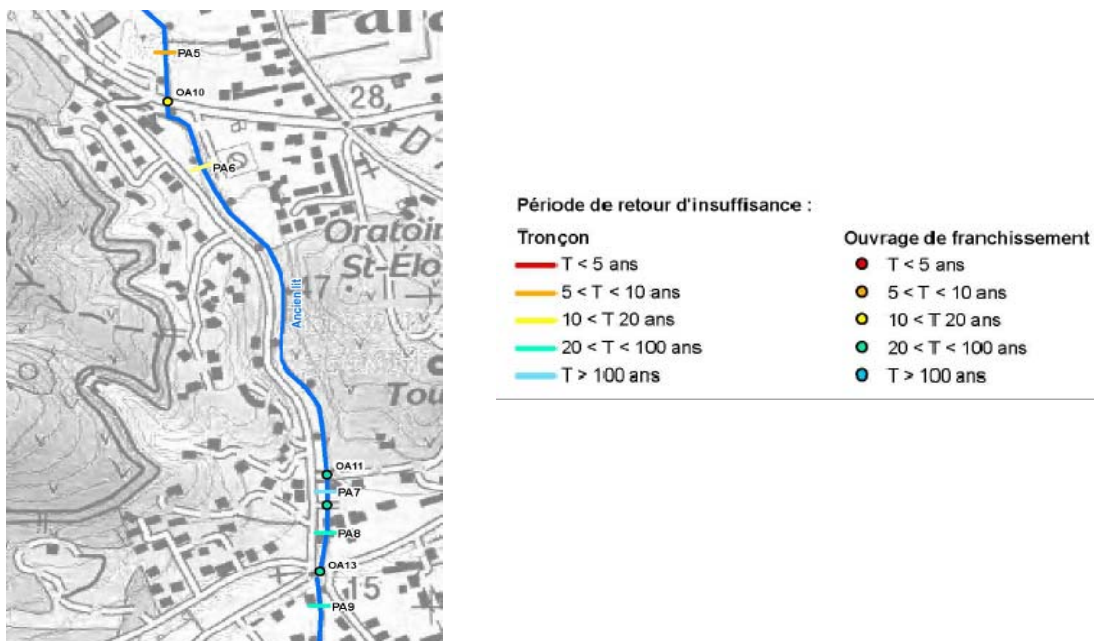 PA5
OA10
28
PA6
Oratoir
St-Élo
47
Ancien lit
Tou
OA11
PA7
PA8
OA13
15
PA9
Période de retour d'insuffisance :
Tronçon
T < 5 ans
5 < T < 10 ans
10 < T 20 ans
20 < T < 100 ans
T > 100 ans
Ouvrage de franchissement
T < 5 ans
5 < T < 10 ans
10 < T 20 ans
20 < T < 100 ans
T > 100 ans